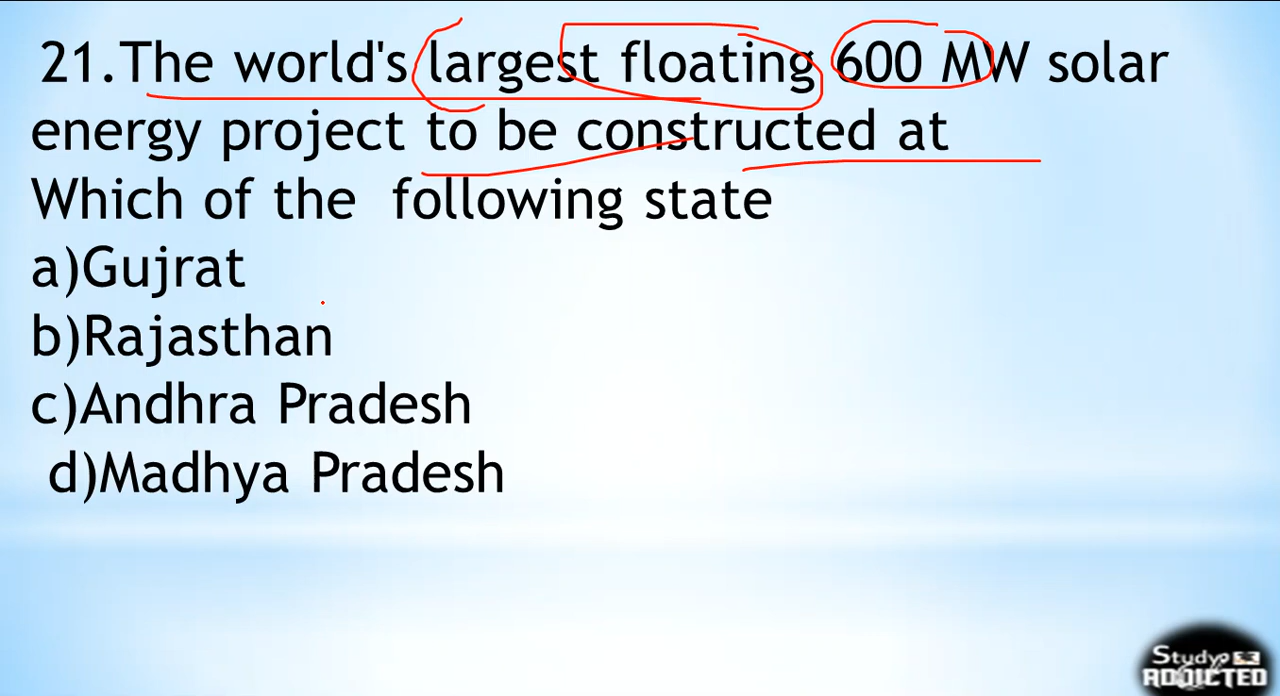 21.The world's largest floating 600 MW solar
energy project to be constructed at
Which of the  following state
a)Gujrat
b)Rajasthan
c)Andhra Pradesh
d)Madhya Pradesh
Study
ADDICTED